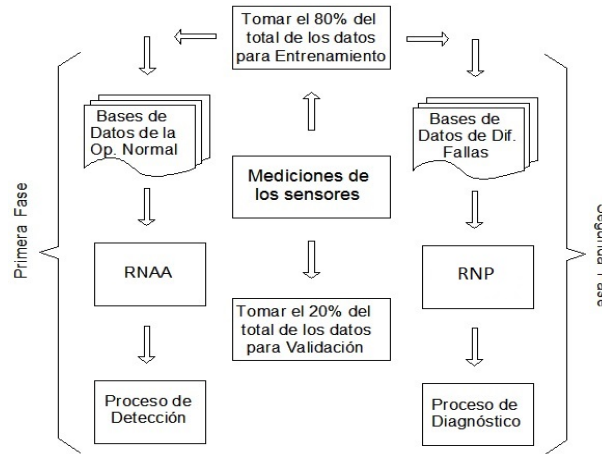 Tomar el 80% del
total de los datos
para Entrenamiento
Bases de
Datos de la
Op. Normal
Bases de
Datos de Dif.
Fallas
Mediciones de
los sensores
Primera Fase
RNAA
RNP
Segunda Fase
Tomar el 20% del
total de los datos
para Validación
Proceso de
Detección
Proceso de
Diagnóstico